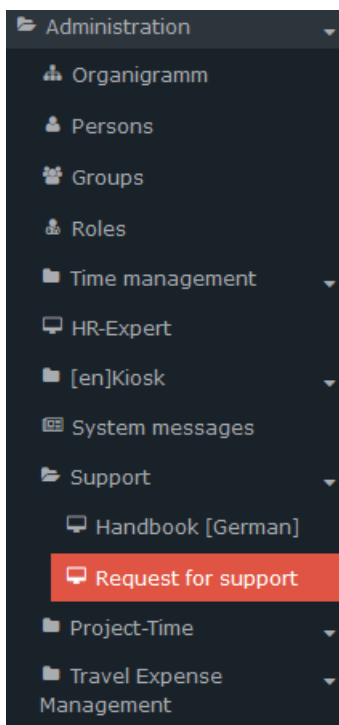 Administration
Organigramm
Persons
Groups
Roles
Time management
HR-Expert
[en]Kiosk
System messages
Support
Handbook [German]
Request for support
Project-Time
Travel Expense
Management